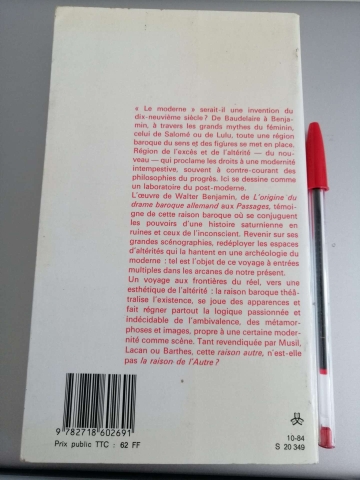 « Le moderne » serait-il une invention du
dix-neuvième siècle ? De Baudelaire à Benja-
min, à travers les grands mythes du féminin,
celui de Salomé ou de Lulu, toute une région
baroque du sens et des figures se met en place.
Région de l'excès et de l'altérité — du nou-
veau — qui proclame les droits à une modernité
intempestive, souvent à contre-courant des
philosophies du progrès. Ici se dessine comme
un laboratoire du post-moderne.
L'œuvre de Walter Benjamin, de L'origine du
drame baroque allemand aux Passages, témoi-
gne de cette raison baroque où se conjuguent
les pouvoirs d'une histoire saturnienne en
ruines et ceux de l'inconscient. Revenir sur ses
grandes scénographies, redéployer les espaces
d'altérités qui la hantent en une archéologie du
moderne : tel est l'objet de ce voyage à entrées
multiples dans les arcanes de notre présent.
Un voyage aux frontières du réel, vers une
esthétique de l'altérité : la raison baroque théâ-
tralise l'existence, se joue des apparences et
fait régner partout la logique passionnée et
indécidable de l'ambivalence, des métamor-
phoses et images, propre à une certaine moder-
nité comme scène. Tant revendiquée par Musil,
Lacan ou Barthes, cette raison autre, n'est-elle
pas la raison de l'Autre ?
9 782718 602691
Prix public TTC : 62 FF
10-84
S 20 349